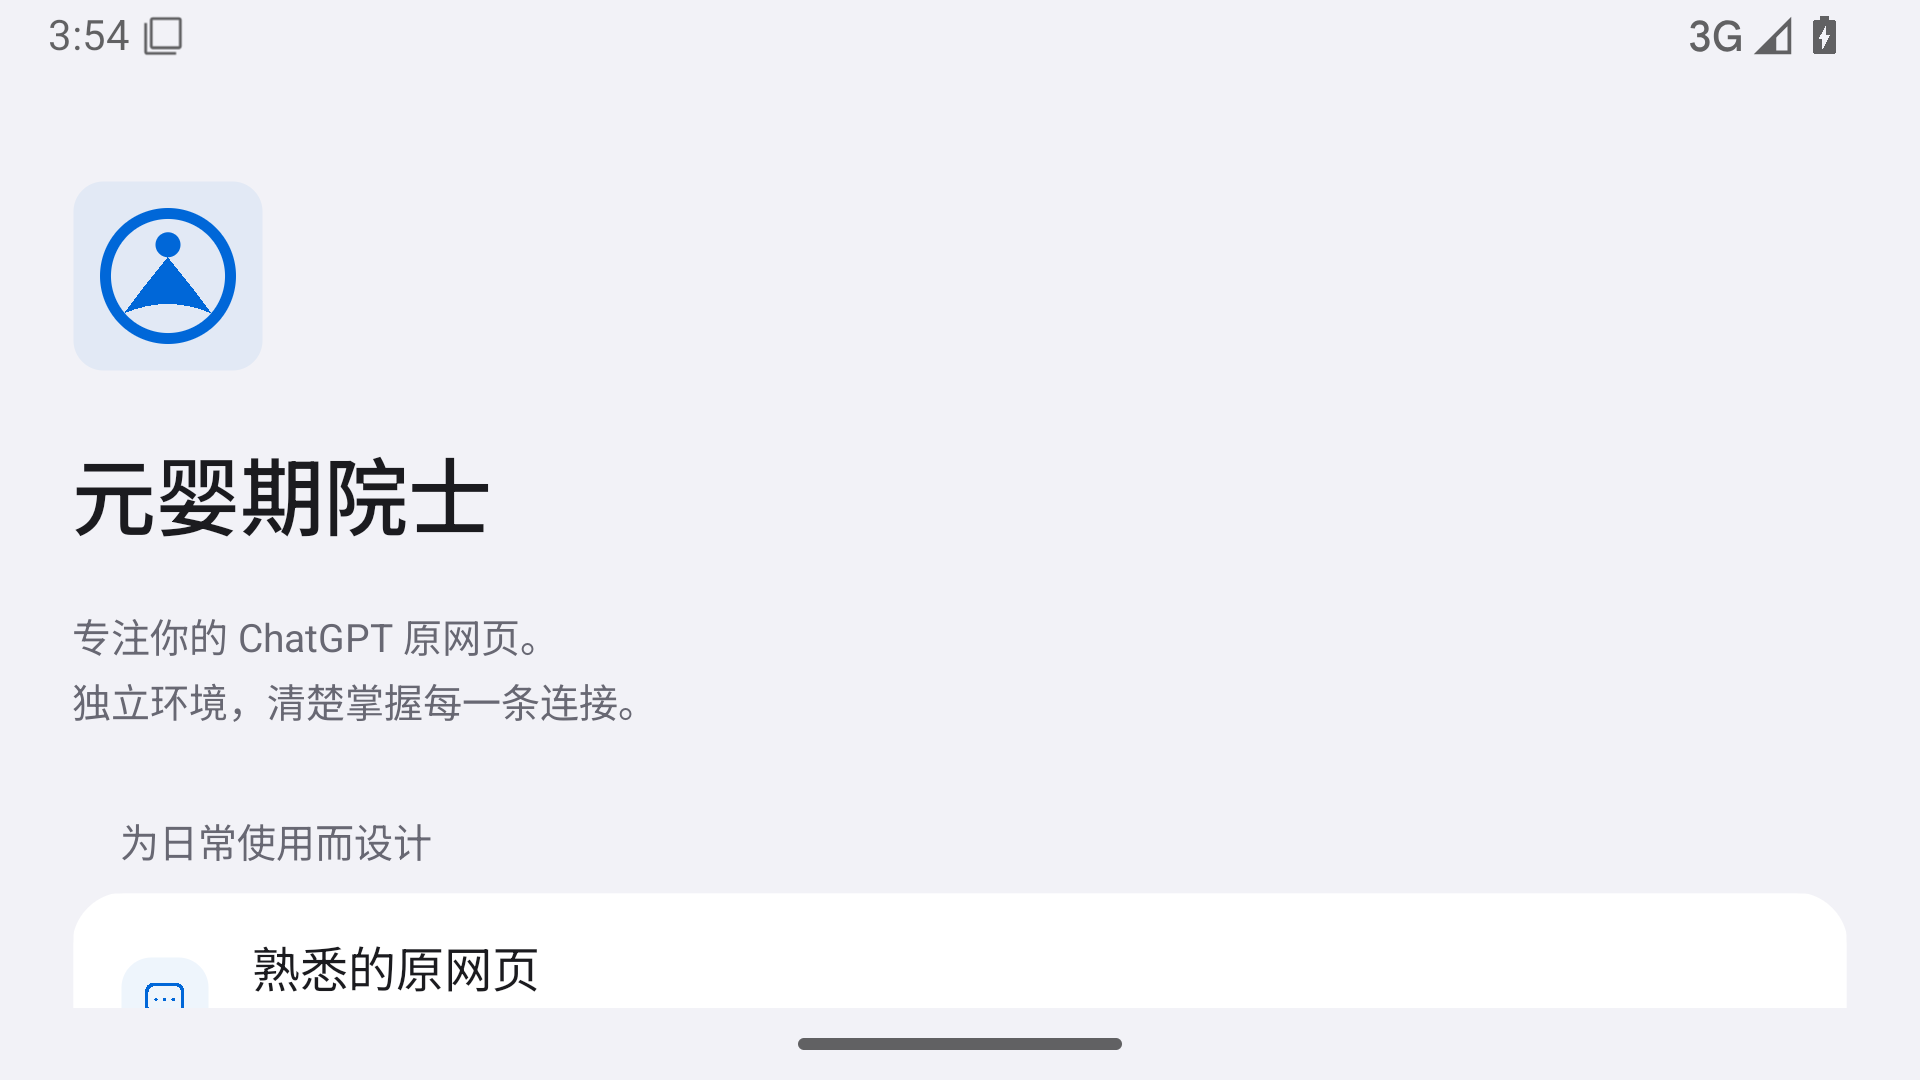 3:54
3G
元婴期院士
专注你的 ChatGPT 原网页。
独立环境，清楚掌握每一条连接。
为日常使用而设计
熟悉的原网页